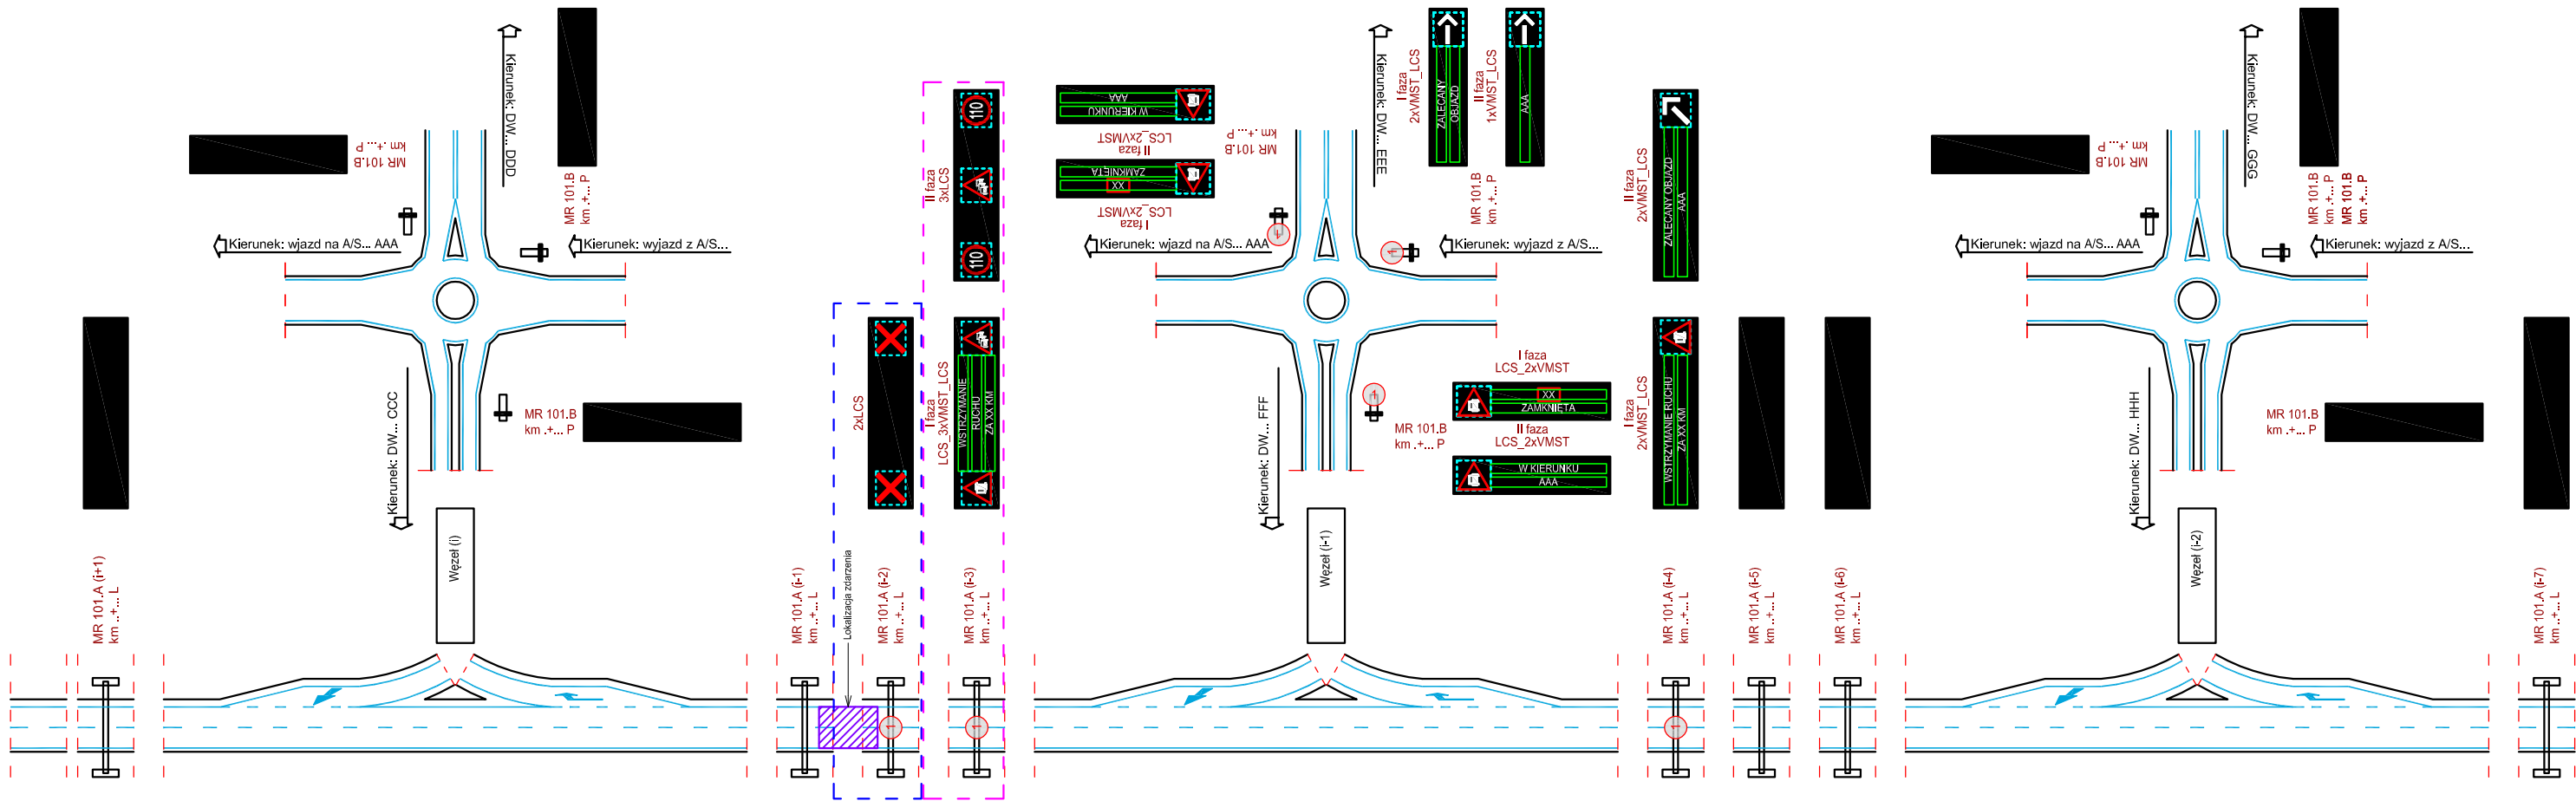 Kierunek: DW... DDD
MR 101.B
km .+... P
MR 101.B
km .+... P
Kierunek: wjazd na A/S... AAA
Kierunek: wyjazd z A/S...
Kierunek: DW... CCC
MR 101.B
km .+... P
Węzeł (i)
MR 101.A (i+1)
km ..+... L
MR 101.A (i-1)
km ..+... L
Lokalizacja zdarzenia
2xLCS
MR 101.A (i-2)
km ..+... L
II faza
3xLCS
110
110
I faza
LCS_3xVMST_LCS
WSTRZYMANIE
RUCHU
ZA XX KM
MR 101.A (i-3)
km ..+... L
W KIERUNKU
AAA
II faza
LCS_2xVMST
MR 101.B
km .+... P
XX
ZAMKNIĘTA
I faza
LCS_2xVMST
Kierunek: DW... EEE
I faza
2xVMST_LCS
ZALECANY
OBJAZD
II faza
1xVMST_LCS
AAA
MR 101.B
km .+... P
Kierunek: wjazd na A/S... AAA
1
1
Kierunek: wyjazd z A/S...
Kierunek: DW... FFF
1
MR 101.B
km .+... P
I faza
LCS_2xVMST
XX
ZAMKNIĘTA
II faza
LCS_2xVMST
W KIERUNKU
AAA
Węzeł (i-1)
II faza
2xVMST_LCS
ZALECANY OBJAZD
AAA
I faza
2xVMST_LCS
WSTRZYMANIE RUCHU
ZA XX KM
MR 101.A (i-4)
km ..+... L
MR 101.A (i-5)
km ..+... L
MR 101.A (i-6)
km ..+... L
Kierunek: DW... GGG
MR 101.B
km .+... P
MR 101.B
km .+... P
MR 101.B
km .+... P
Kierunek: wjazd na A/S... AAA
Kierunek: wyjazd z A/S...
Kierunek: DW... HHH
MR 101.B
km .+... P
Węzeł (i-2)
MR 101.A (i-7)
km ..+... L
1
1
1